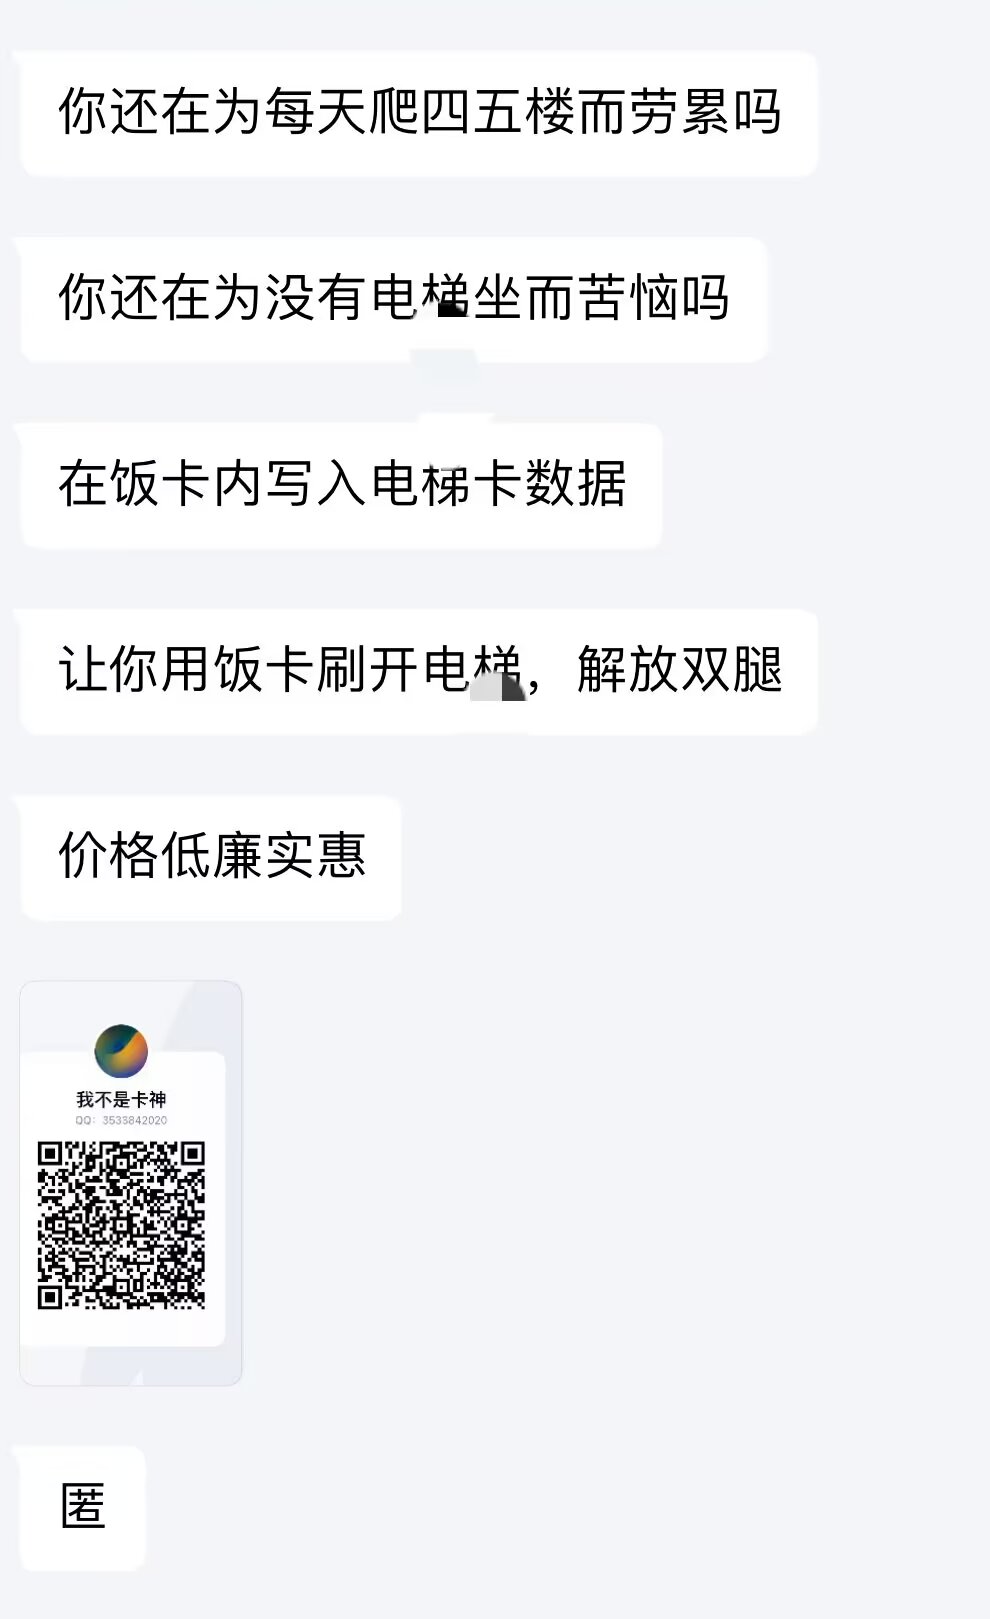 你还在为每天爬四五楼而劳累吗
你还在为没有电梯坐而苦恼吗
在饭卡内写入电梯卡数据
让你用饭卡刷开电梯，解放双腿
价格低廉实惠
我不是卡神
QQ：3533842020
匿